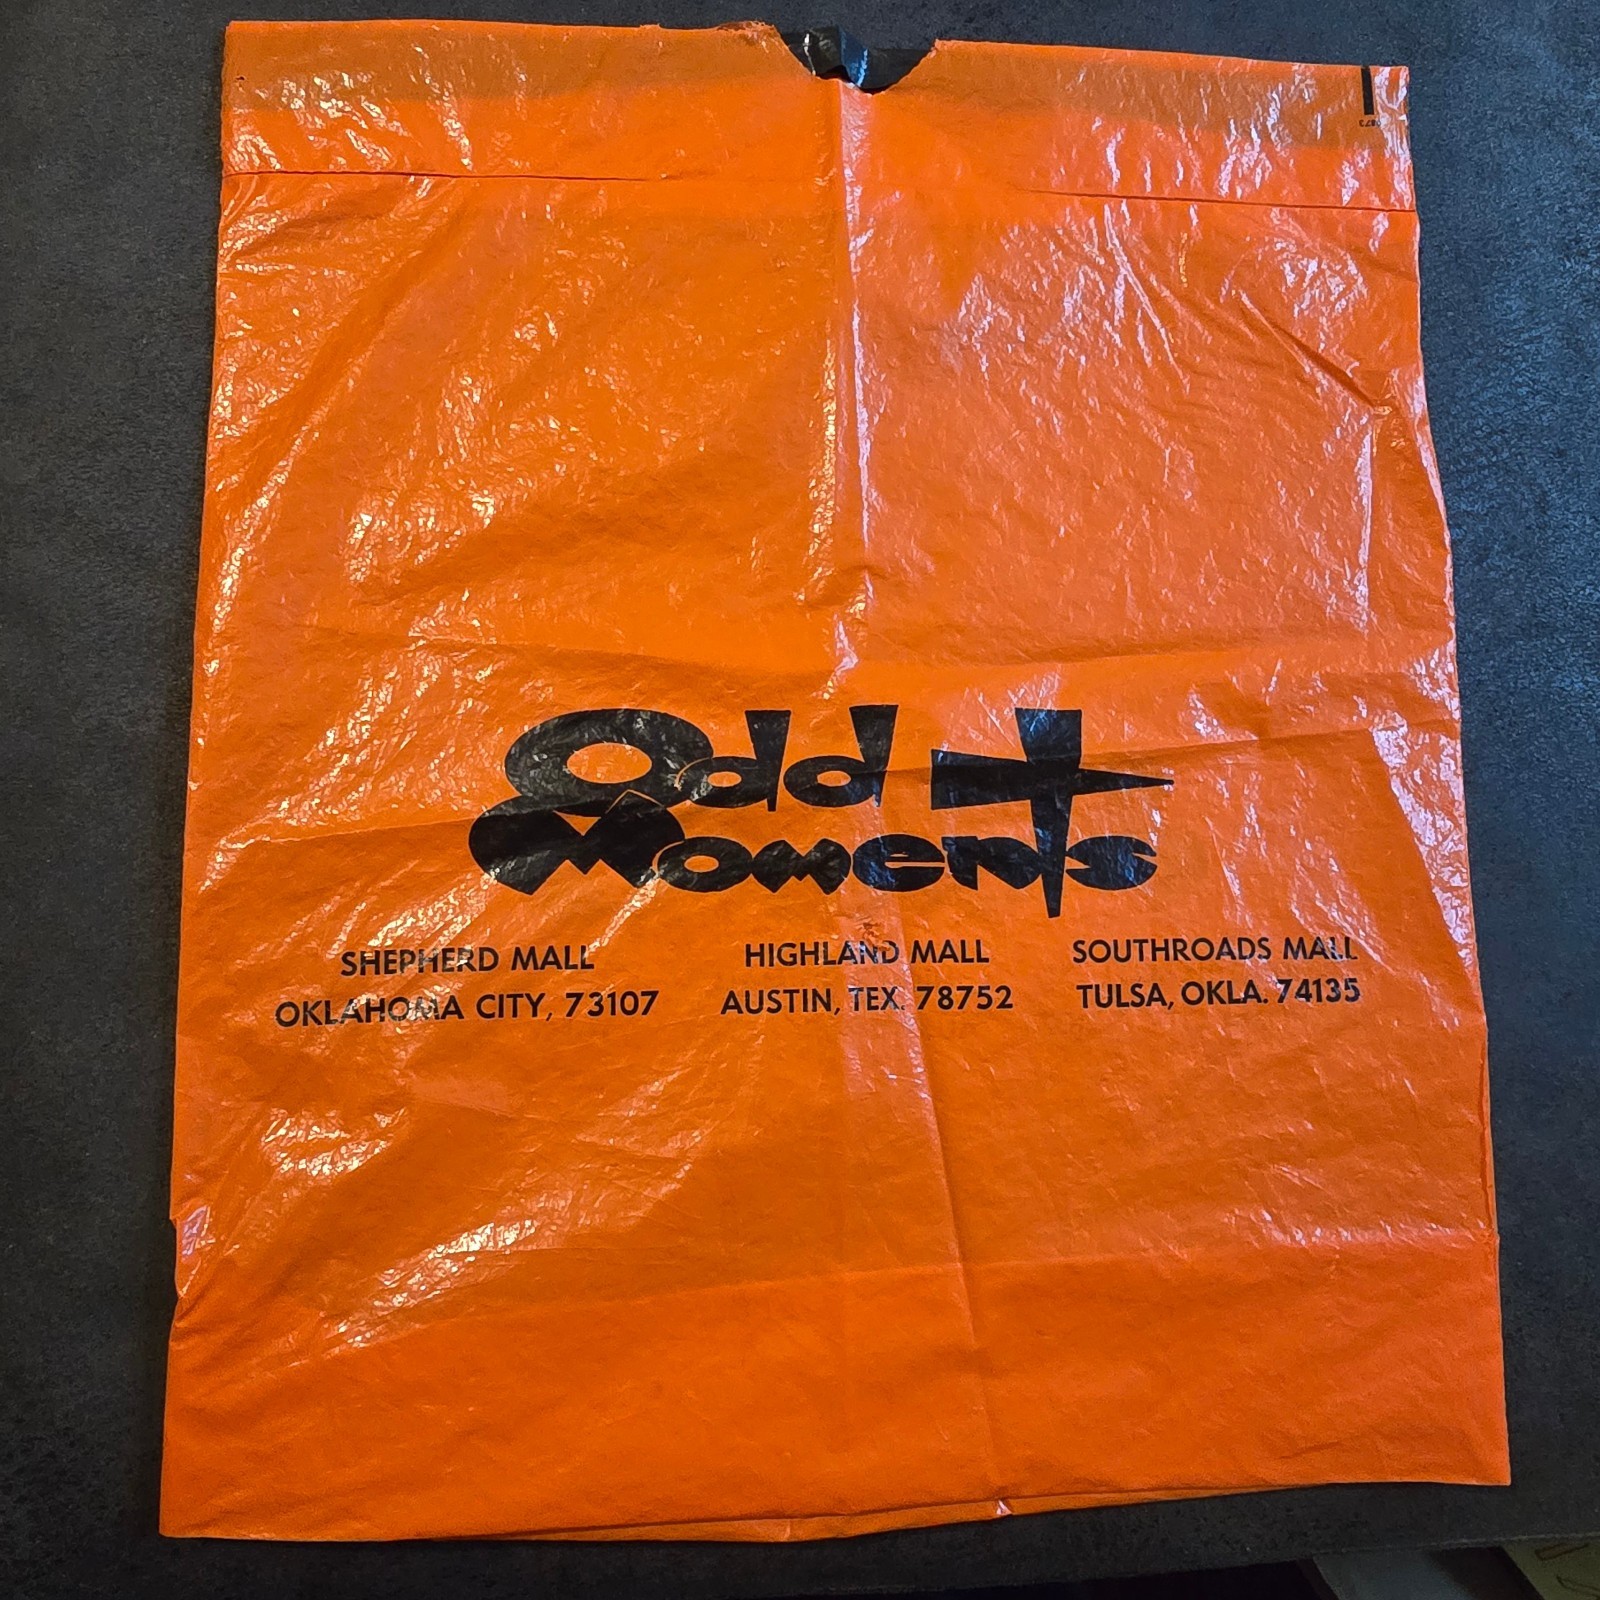 Odd
Moments
SHEPHERD MALL
OKLAHOMA CITY, 73107
HIGHLAND MALL
AUSTIN, TEX. 78752
SOUTHROADS MALL
TULSA, OKLA. 74135